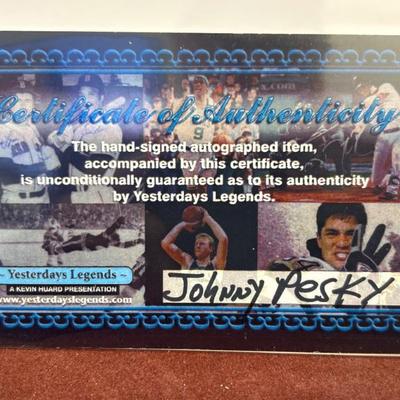 Certificate of Authenticity
The hand-signed autographed item,
accompanied by this certificate,
is unconditionally guaranteed as to its authenticity
by Yesterdays Legends.
~ Yesterdays Legends ~
A KEVIN HUARD PRESENTATION
www.yesterdayslegends.com
Johnny Pesky
9